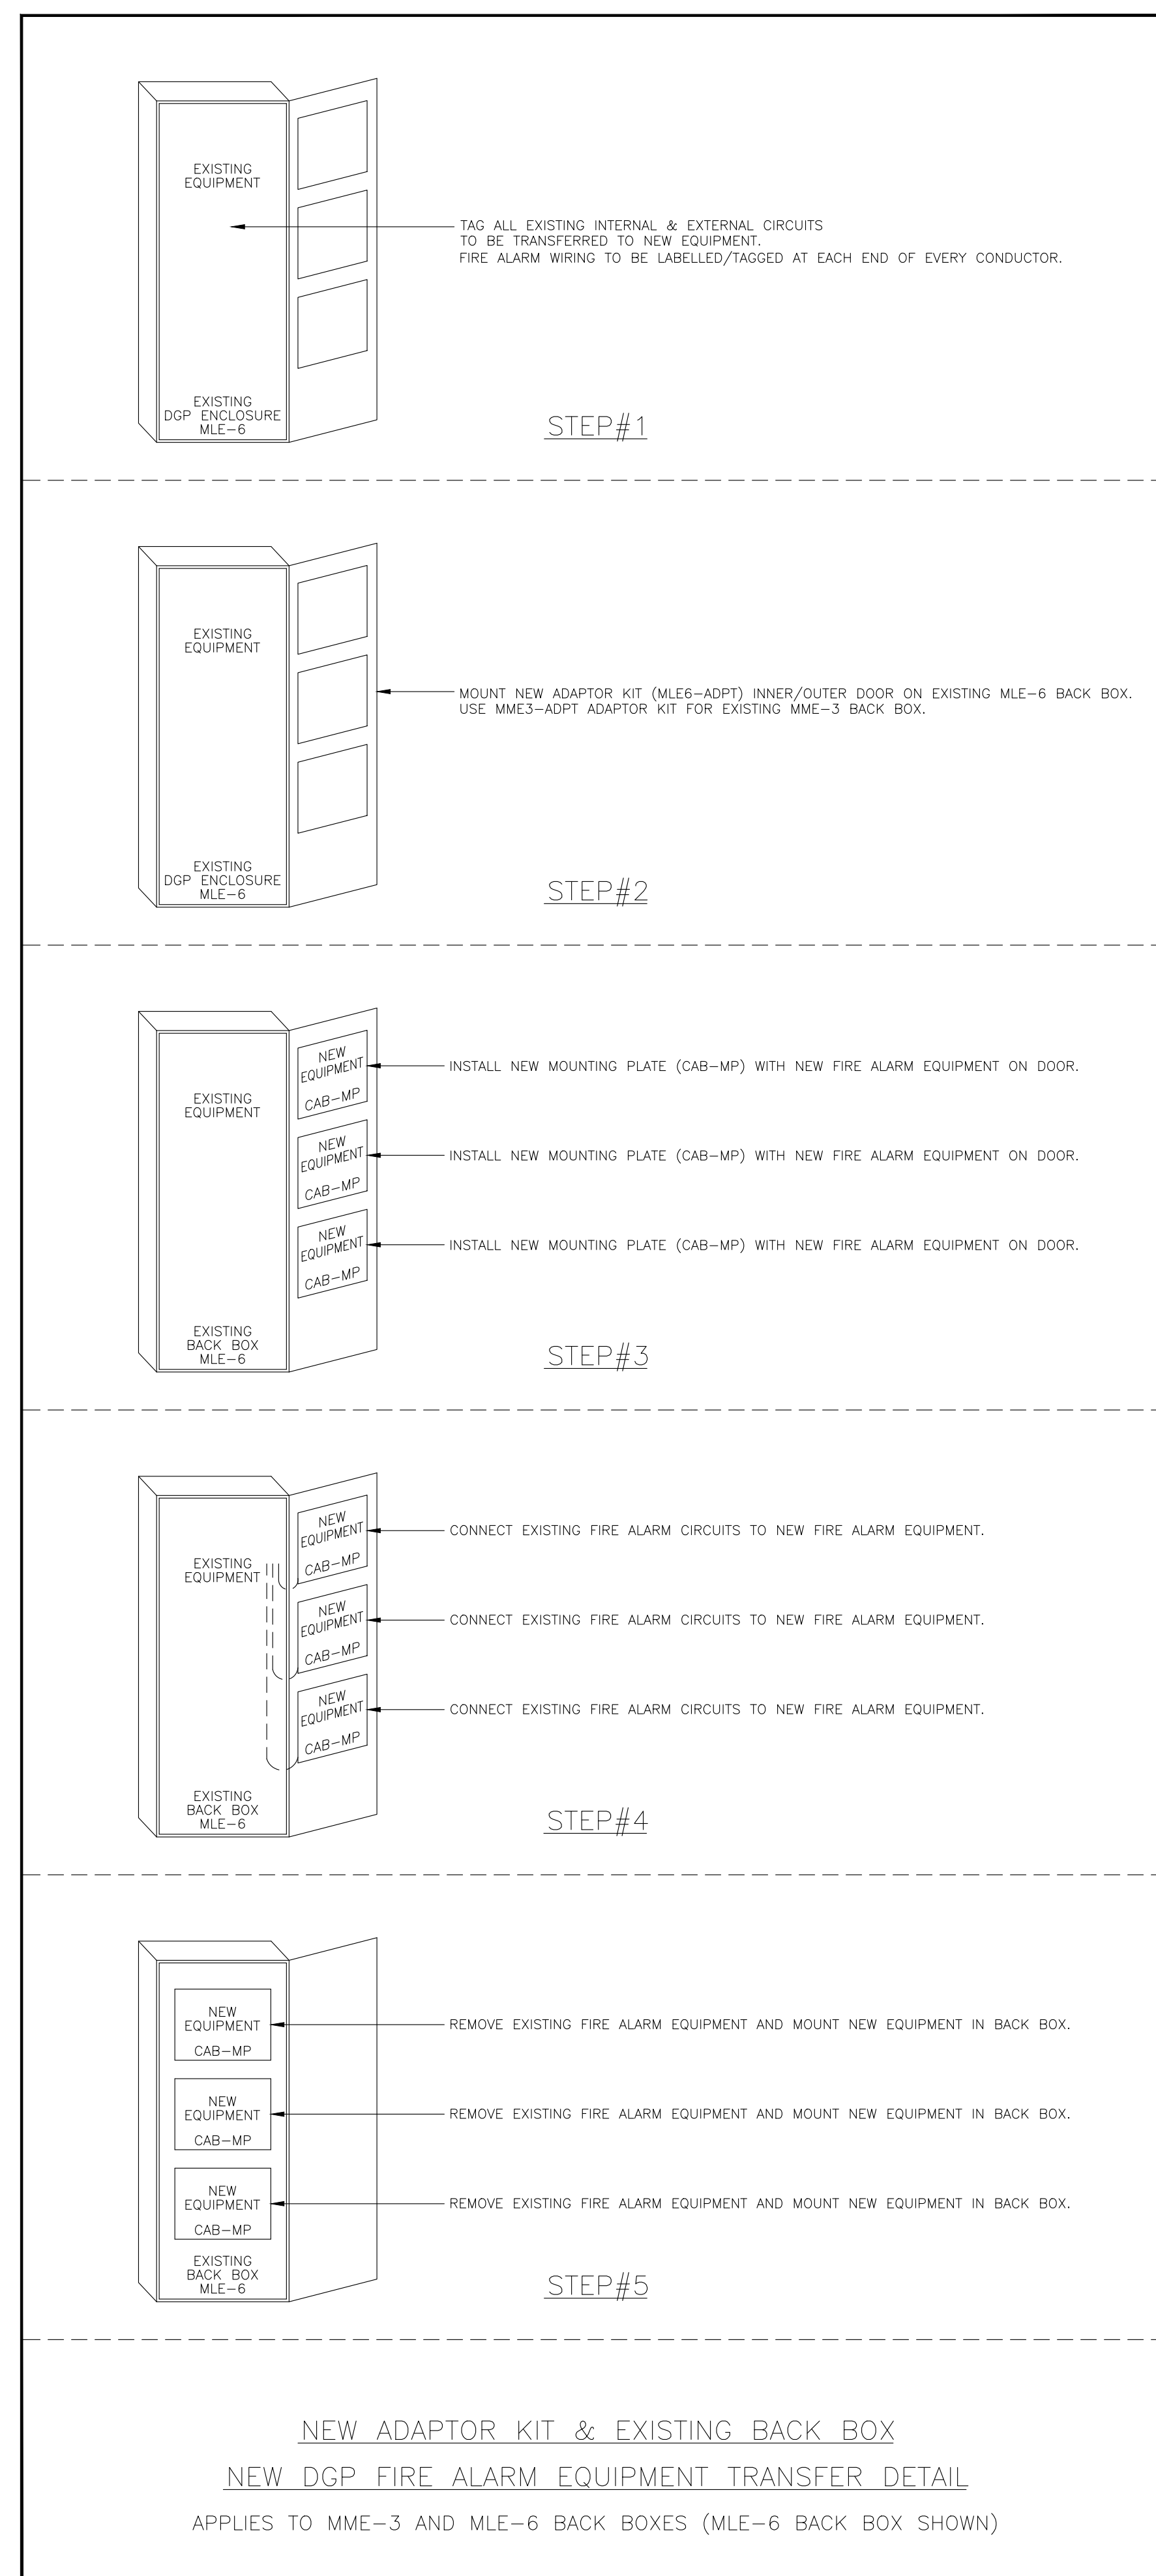 EXISTING
EQUIPMENT
TAG ALL EXISTING INTERNAL & EXTERNAL CIRCUITS
TO BE TRANSFERRED TO NEW EQUIPMENT.
FIRE ALARM WIRING TO BE LABELLED/TAGGED AT EACH END OF EVERY CONDUCTOR.
EXISTING
DGP ENCLOSURE
MLE-6
STEP#1
EXISTING
EQUIPMENT
MOUNT NEW ADAPTOR KIT (MLE6-ADPT) INNER/OUTER DOOR ON EXISTING MLE-6 BACK BOX.
USE MME3-ADPT ADAPTOR KIT FOR EXISTING MME-3 BACK BOX.
EXISTING
DGP ENCLOSURE
MLE-6
STEP#2
EXISTING
EQUIPMENT
NEW
EQUIPMENT
CAB-MP
INSTALL NEW MOUNTING PLATE (CAB-MP) WITH NEW FIRE ALARM EQUIPMENT ON DOOR.
NEW
EQUIPMENT
CAB-MP
INSTALL NEW MOUNTING PLATE (CAB-MP) WITH NEW FIRE ALARM EQUIPMENT ON DOOR.
NEW
EQUIPMENT
CAB-MP
INSTALL NEW MOUNTING PLATE (CAB-MP) WITH NEW FIRE ALARM EQUIPMENT ON DOOR.
EXISTING
BACK BOX
MLE-6
STEP#3
EXISTING
EQUIPMENT
NEW
EQUIPMENT
CAB-MP
CONNECT EXISTING FIRE ALARM CIRCUITS TO NEW FIRE ALARM EQUIPMENT.
NEW
EQUIPMENT
CAB-MP
CONNECT EXISTING FIRE ALARM CIRCUITS TO NEW FIRE ALARM EQUIPMENT.
NEW
EQUIPMENT
CAB-MP
CONNECT EXISTING FIRE ALARM CIRCUITS TO NEW FIRE ALARM EQUIPMENT.
EXISTING
BACK BOX
MLE-6
STEP#4
NEW
EQUIPMENT
CAB-MP
REMOVE EXISTING FIRE ALARM EQUIPMENT AND MOUNT NEW EQUIPMENT IN BACK BOX.
NEW
EQUIPMENT
CAB-MP
REMOVE EXISTING FIRE ALARM EQUIPMENT AND MOUNT NEW EQUIPMENT IN BACK BOX.
NEW
EQUIPMENT
CAB-MP
REMOVE EXISTING FIRE ALARM EQUIPMENT AND MOUNT NEW EQUIPMENT IN BACK BOX.
EXISTING
BACK BOX
MLE-6
STEP#5
NEW ADAPTOR KIT & EXISTING BACK BOX
NEW DGP FIRE ALARM EQUIPMENT TRANSFER DETAIL
APPLIES TO MME-3 AND MLE-6 BACK BOXES (MLE-6 BACK BOX SHOWN)